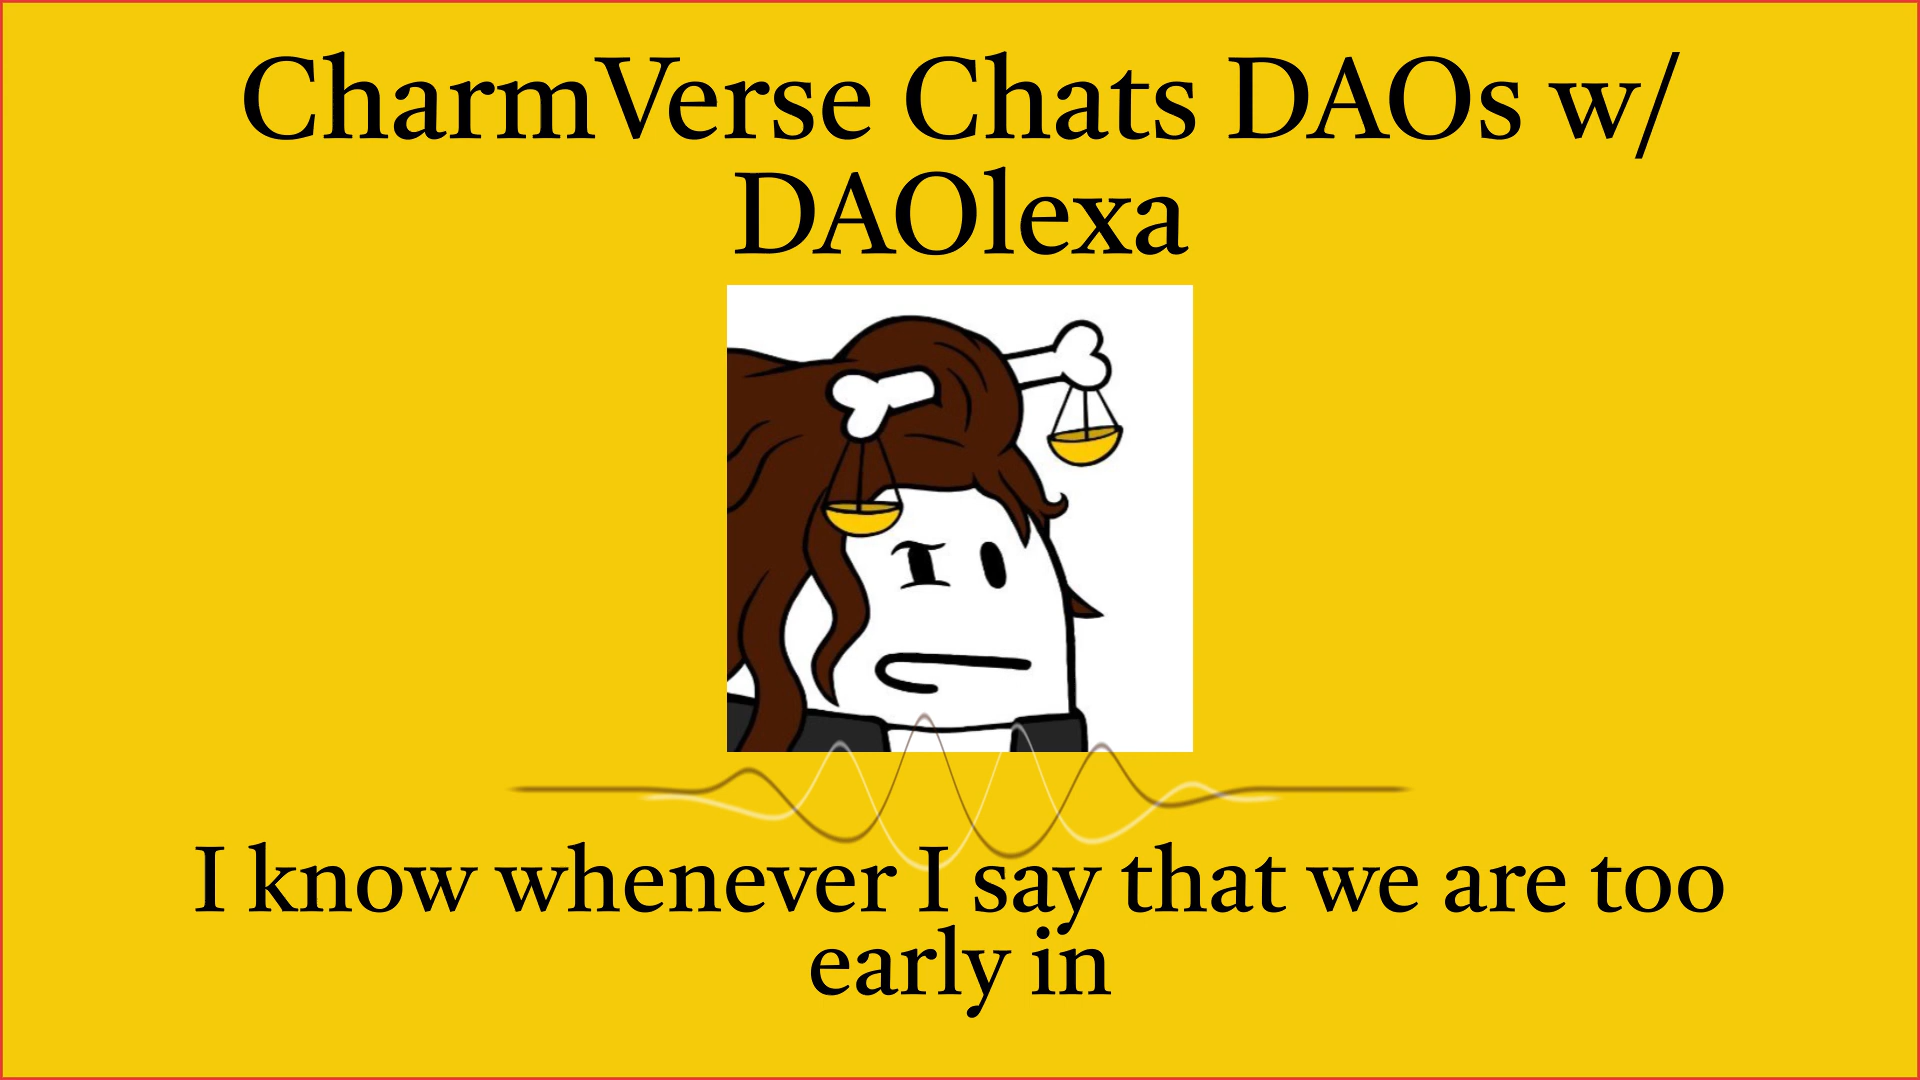 CharmVerse Chats DAOs w/
DAOlexa
I know whenever I say that we are too
early in